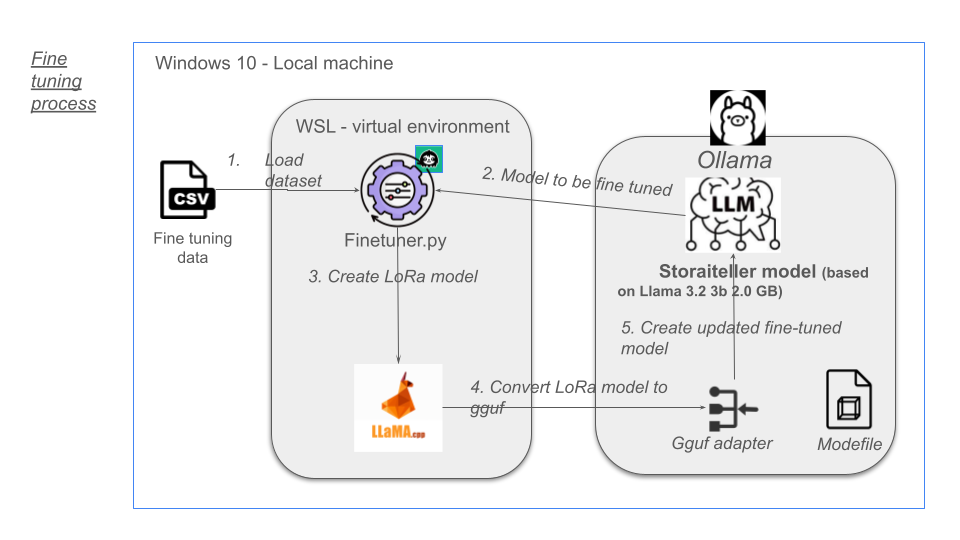 Fine
tuning
process
Windows 10 - Local machine
WSL - virtual environment
1. Load
dataset
CSV
Fine tuning
data
Finetuner.py
2. Model to be fine tuned
Ollama
LLM
Storaiteller model (based
on Llama 3.2 3b 2.0 GB)
3. Create LoRa model
5. Create updated fine-tuned
model
LLaMA.cpp
4. Convert LoRa model to
gguf
Gguf adapter
Modefile